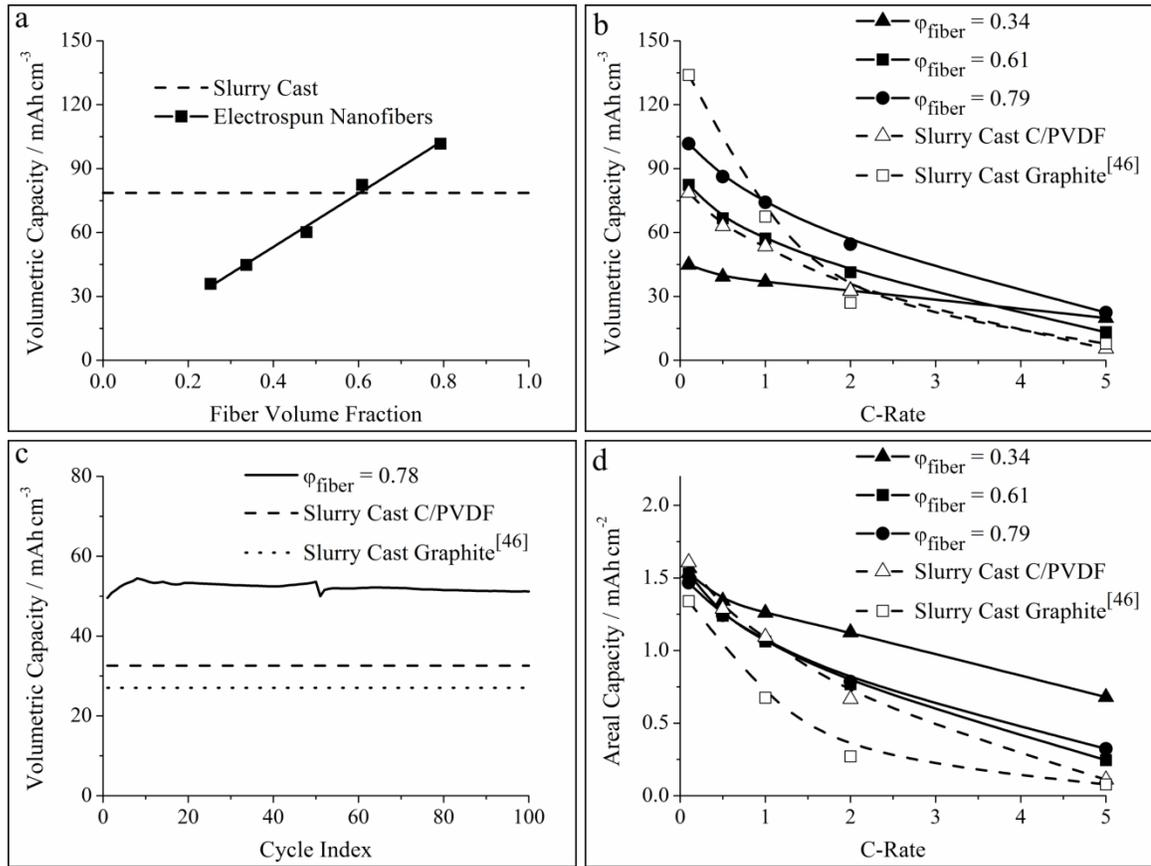 a
Volumetric Capacity / mAh cm-3
150
120
90
60
30
0
Slurry Cast
Electrospun Nanofibers
0.0 0.2 0.4 0.6 0.8 1.0
Fiber Volume Fraction
b
Volumetric Capacity / mAh cm-3
150
120
90
60
30
0
φfiber = 0.34
φfiber = 0.61
φfiber = 0.79
Slurry Cast C/PVDF
Slurry Cast Graphite[46]
0 1 2 3 4 5
C-Rate
c
Volumetric Capacity / mAh cm-3
80
60
40
20
0
φfiber = 0.78
Slurry Cast C/PVDF
Slurry Cast Graphite[46]
0 20 40 60 80 100
Cycle Index
d
Areal Capacity / mAh cm-2
2.0
1.5
1.0
0.5
0.0
φfiber = 0.34
φfiber = 0.61
φfiber = 0.79
Slurry Cast C/PVDF
Slurry Cast Graphite[46]
0 1 2 3 4 5
C-Rate